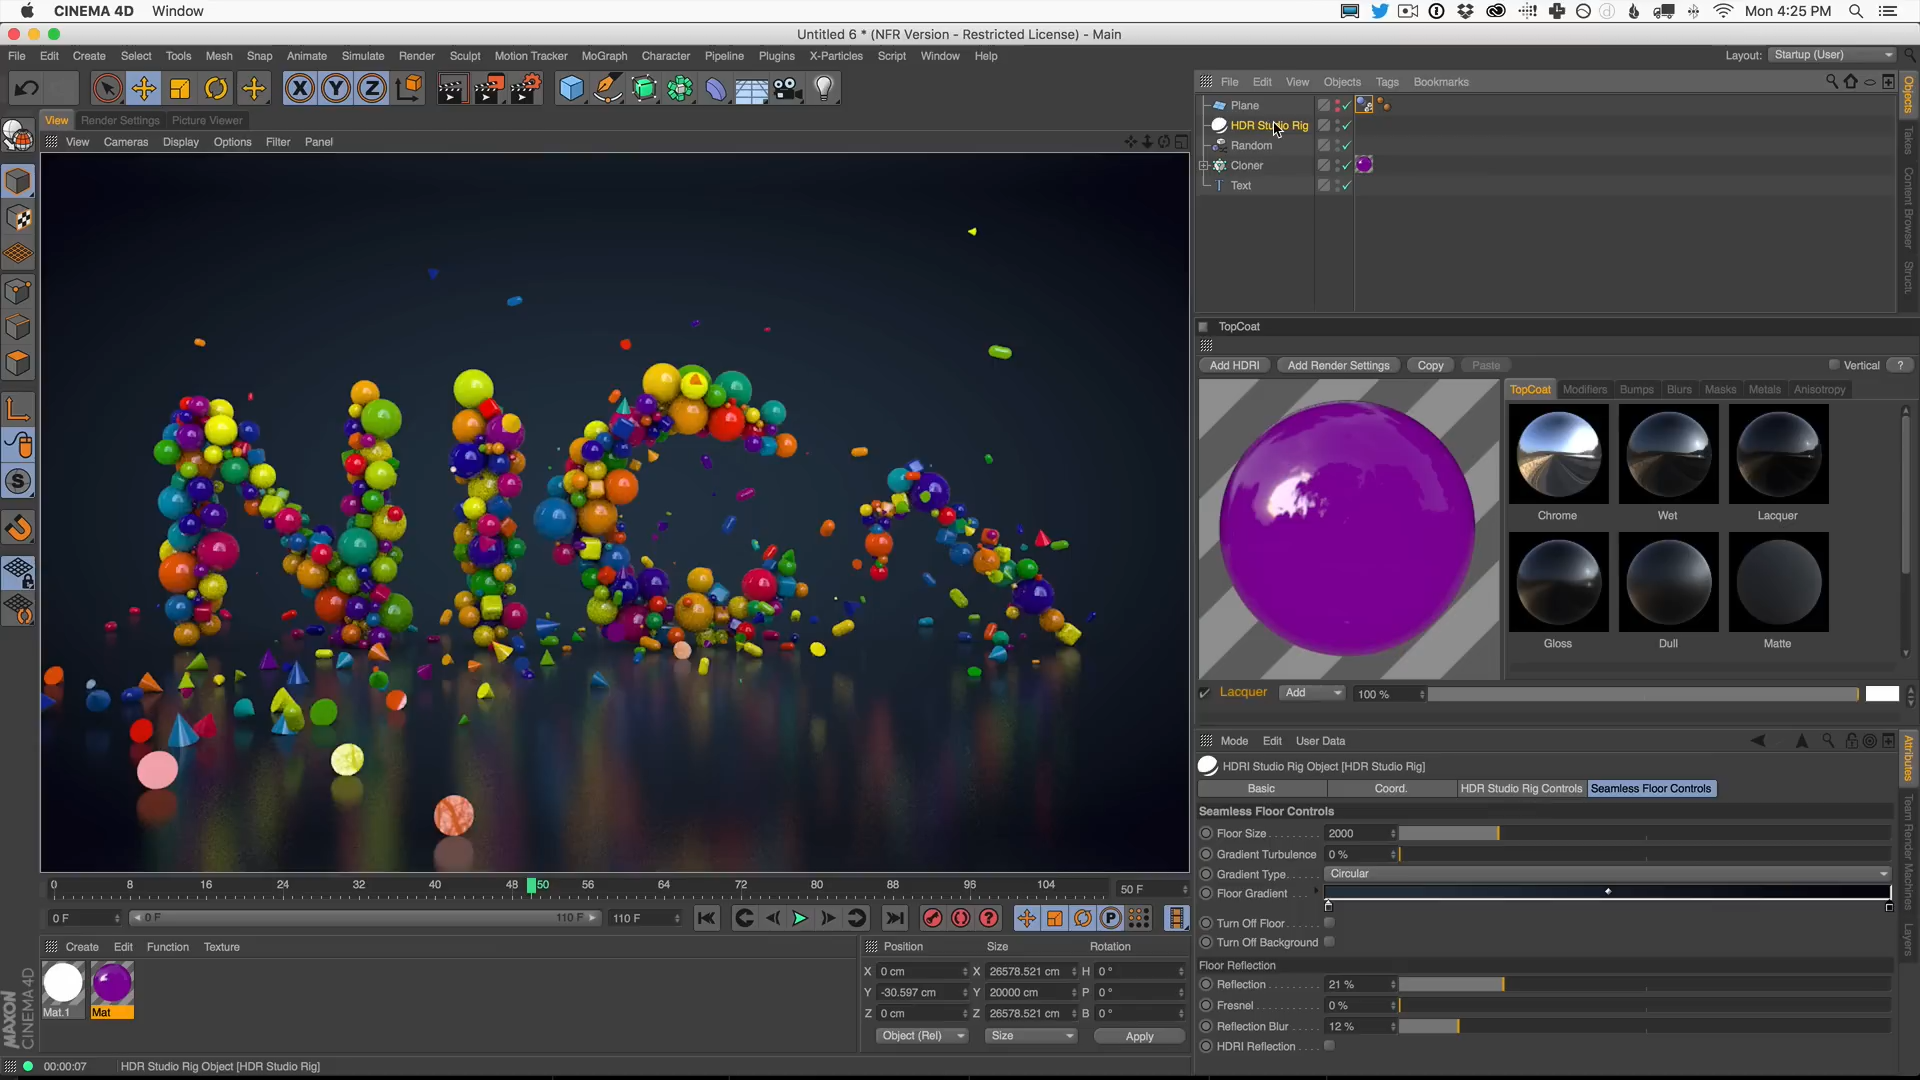 CINEMA 4D Window
Mon 4:25 PM
Untitled 6 * (NFR Version - Restricted License) - Main
File Edit Create Select Tools Mesh Snap Animate Simulate Render Sculpt Motion Tracker MoGraph Character Pipeline Plugins X-Particles Script Window Help
Layout: Startup (User)
File Edit View Objects Tags Bookmarks
View Render Settings Picture Viewer
View Cameras Display Options Filter Panel
Plane
HDR Studio Rig
Random
Cloner
Text
Objects
Takes
Content Browser
TopCoat
Add HDRI Add Render Settings Copy Paste Vertical ?
TopCoat Modifiers Bumps Blurs Masks Metals Anisotropy
Chrome Wet Lacquer
Gloss Dull Matte
Lacquer Add 100 %
Mode Edit User Data
HDRI Studio Rig Object [HDR Studio Rig]
Basic Coord. HDR Studio Rig Controls Seamless Floor Controls
Seamless Floor Controls
Floor Size 2000
Gradient Turbulence 0 %
Gradient Type Circular
Floor Gradient
Turn Off Floor
Turn Off Background
Floor Reflection
Reflection 21 %
Fresnel 0 %
Reflection Blur 12 %
HDRI Reflection
Attributes
Team Render Machines
Layers
0 8 16 24 32 40 48 50 56 64 72 80 88 96 104 50 F
0 F 0 F 110 F 110 F
Create Edit Function Texture
Mat.1 Mat
Position Size Rotation
X 0 cm X 26578.521 cm H 0 °
Y -30.597 cm Y 20000 cm P 0 °
Z 0 cm Z 26578.521 cm B 0 °
Object (Rel) Size Apply
MAXON
CINEMA 4D
00:00:07 HDR Studio Rig Object [HDR Studio Rig]